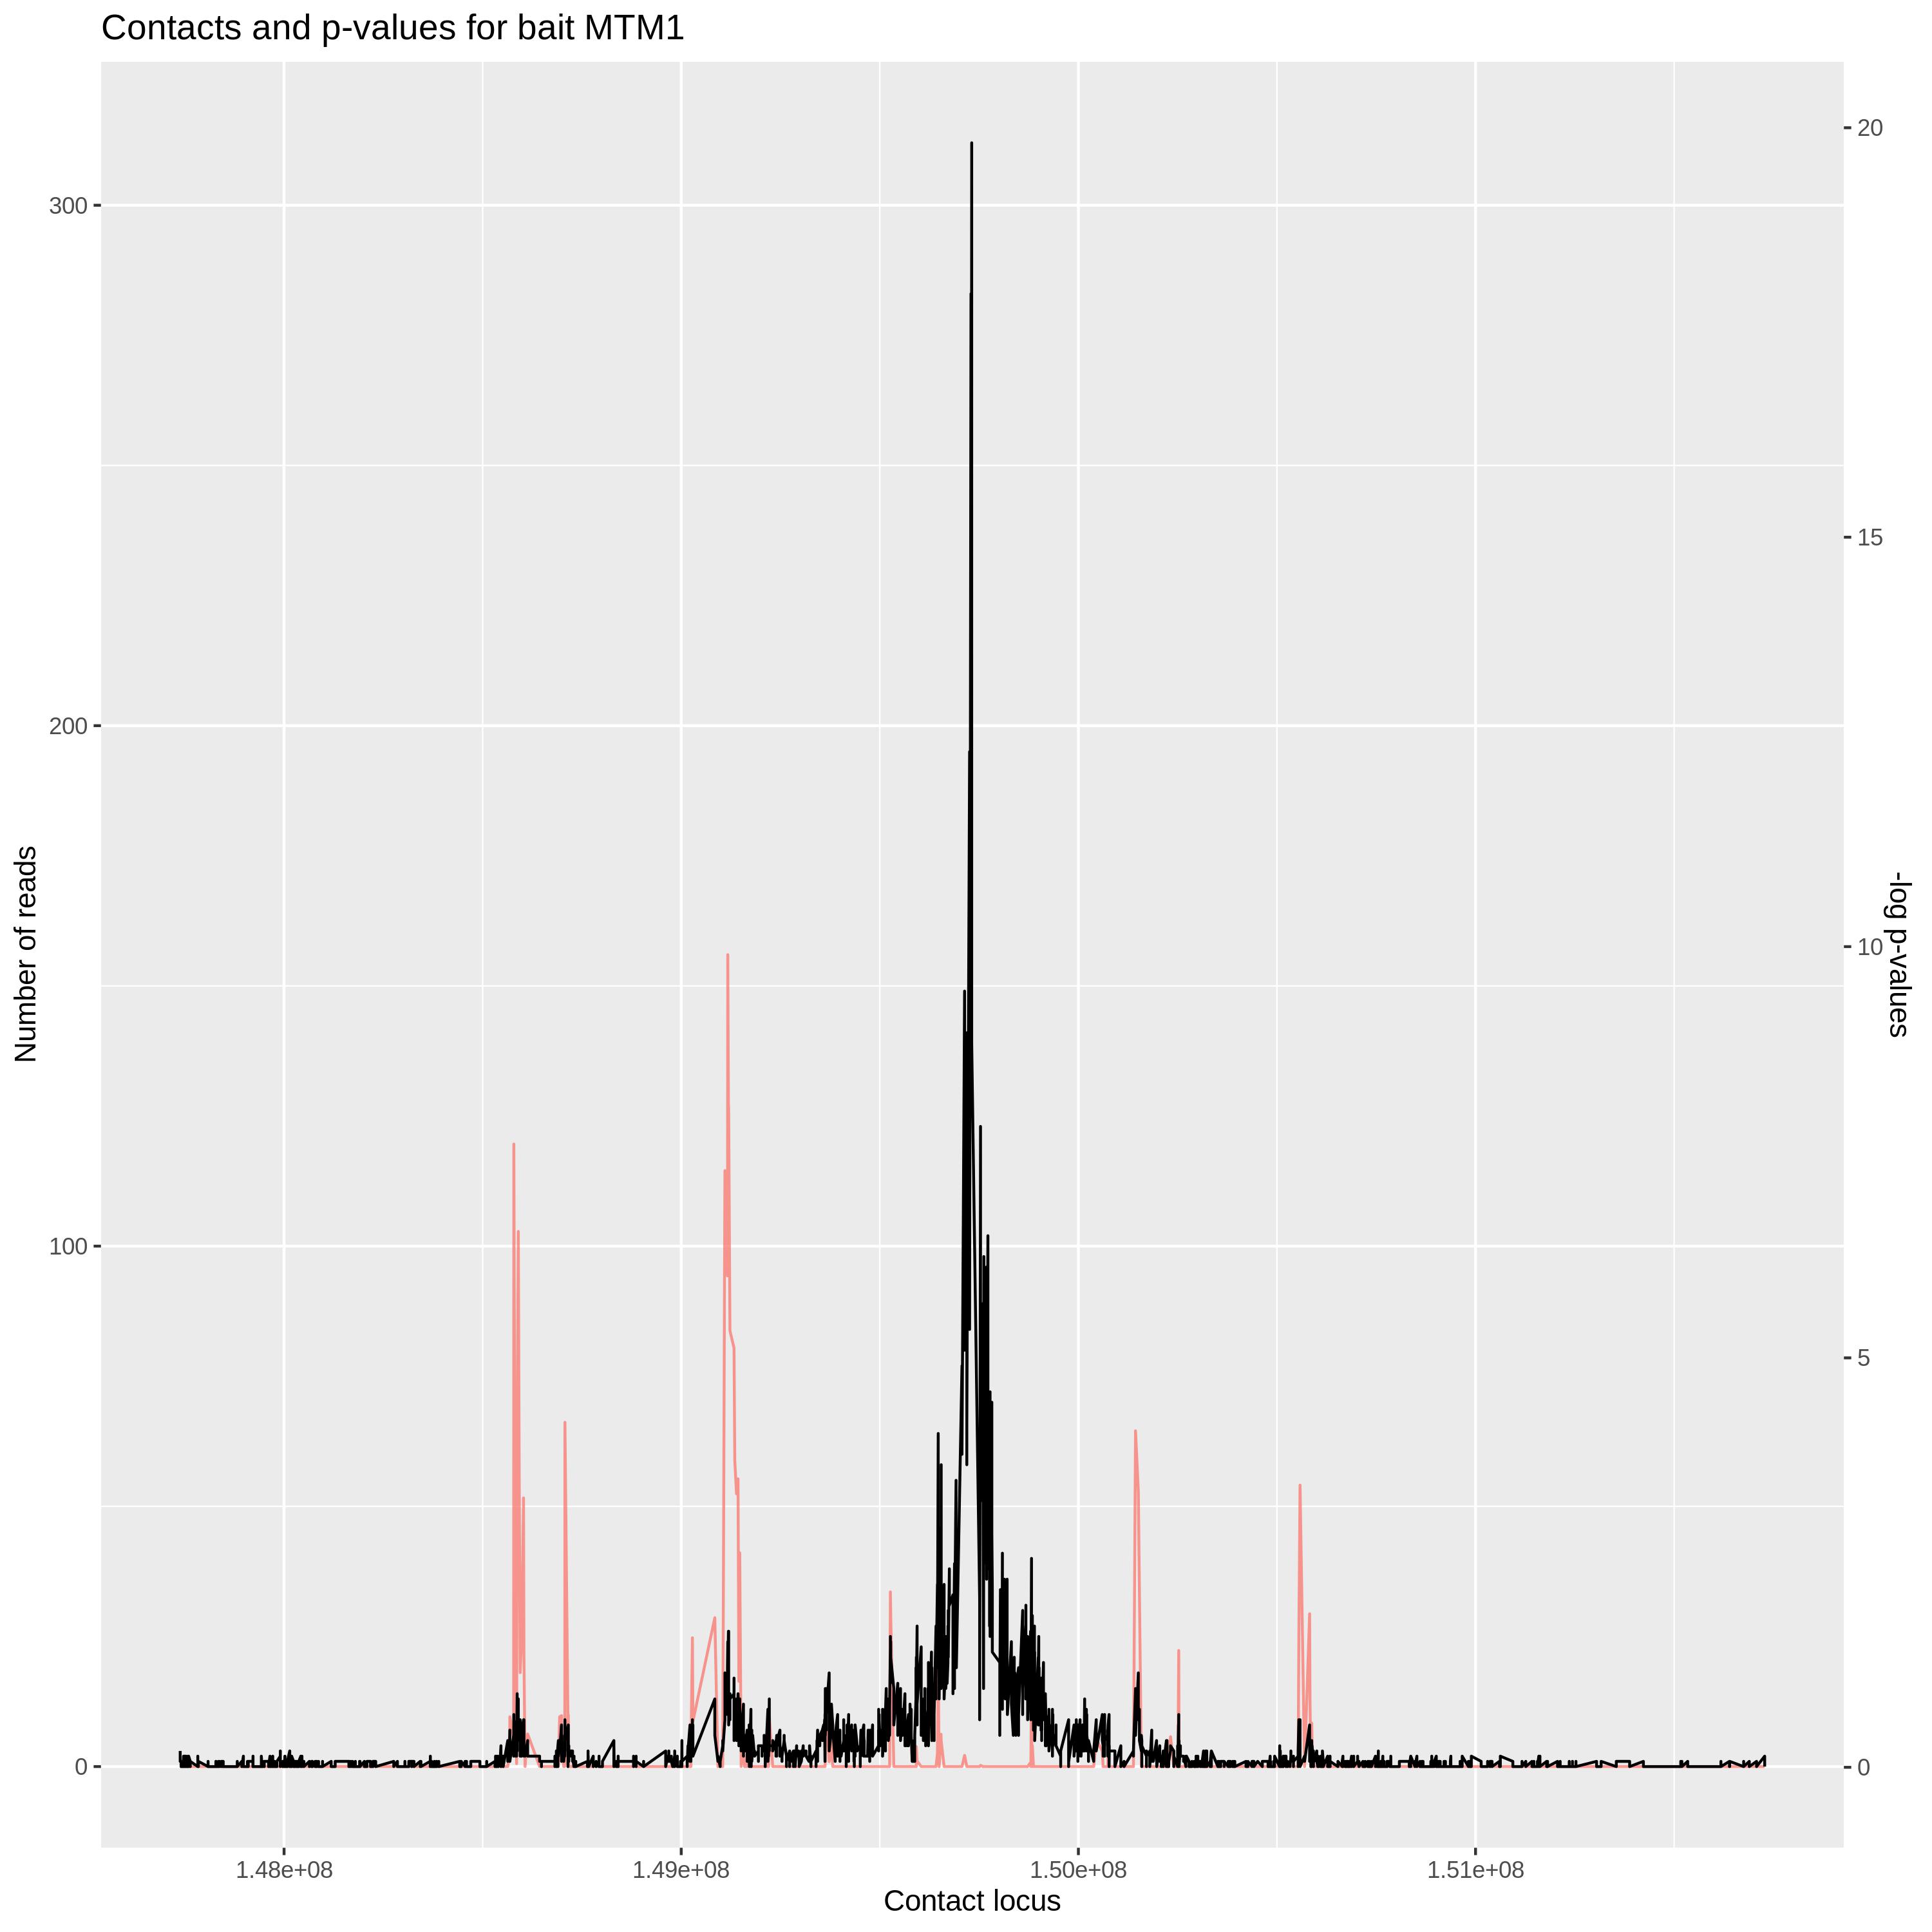 Contacts and p-values for bait MTM1
Number of reads
300
200
100
0
20
15
10
5
0
-log p-values
1.48e+08 1.49e+08 1.50e+08 1.51e+08
Contact locus